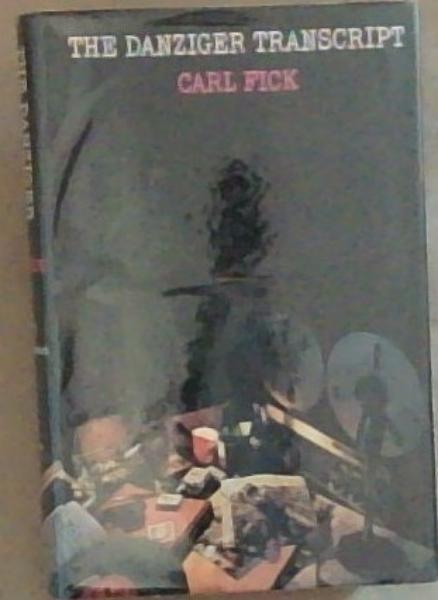 THE DANZIGER TRANSCRIPT
CARL FICK